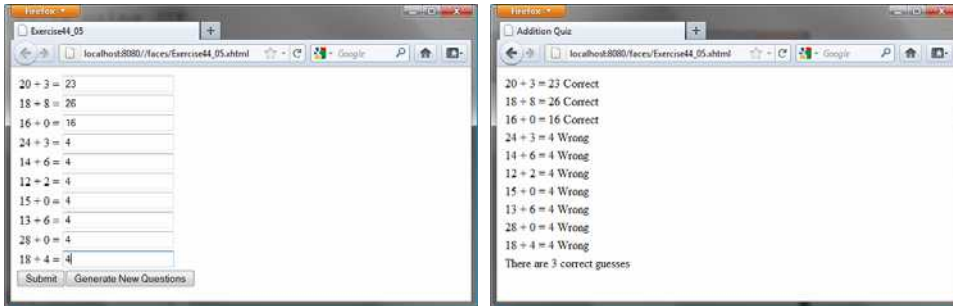 Firefox
Exercise44_05
+
localhost:8080//faces/Exercise44_05.xhtml
Google
20 + 3 = 23
18 + 8 = 26
16 + 0 = 16
24 + 3 = 4
14 + 6 = 4
12 + 2 = 4
15 + 0 = 4
13 + 6 = 4
28 + 0 = 4
18 + 4 = 4
Submit Generate New Questions
Firefox
Addition Quiz
+
localhost:8080/faces/Exercise44_05.xhtml
Google
20 + 3 = 23 Correct
18 + 8 = 26 Correct
16 + 0 = 16 Correct
24 + 3 = 4 Wrong
14 + 6 = 4 Wrong
12 + 2 = 4 Wrong
15 + 0 = 4 Wrong
13 + 6 = 4 Wrong
28 + 0 = 4 Wrong
18 + 4 = 4 Wrong
There are 3 correct guesses